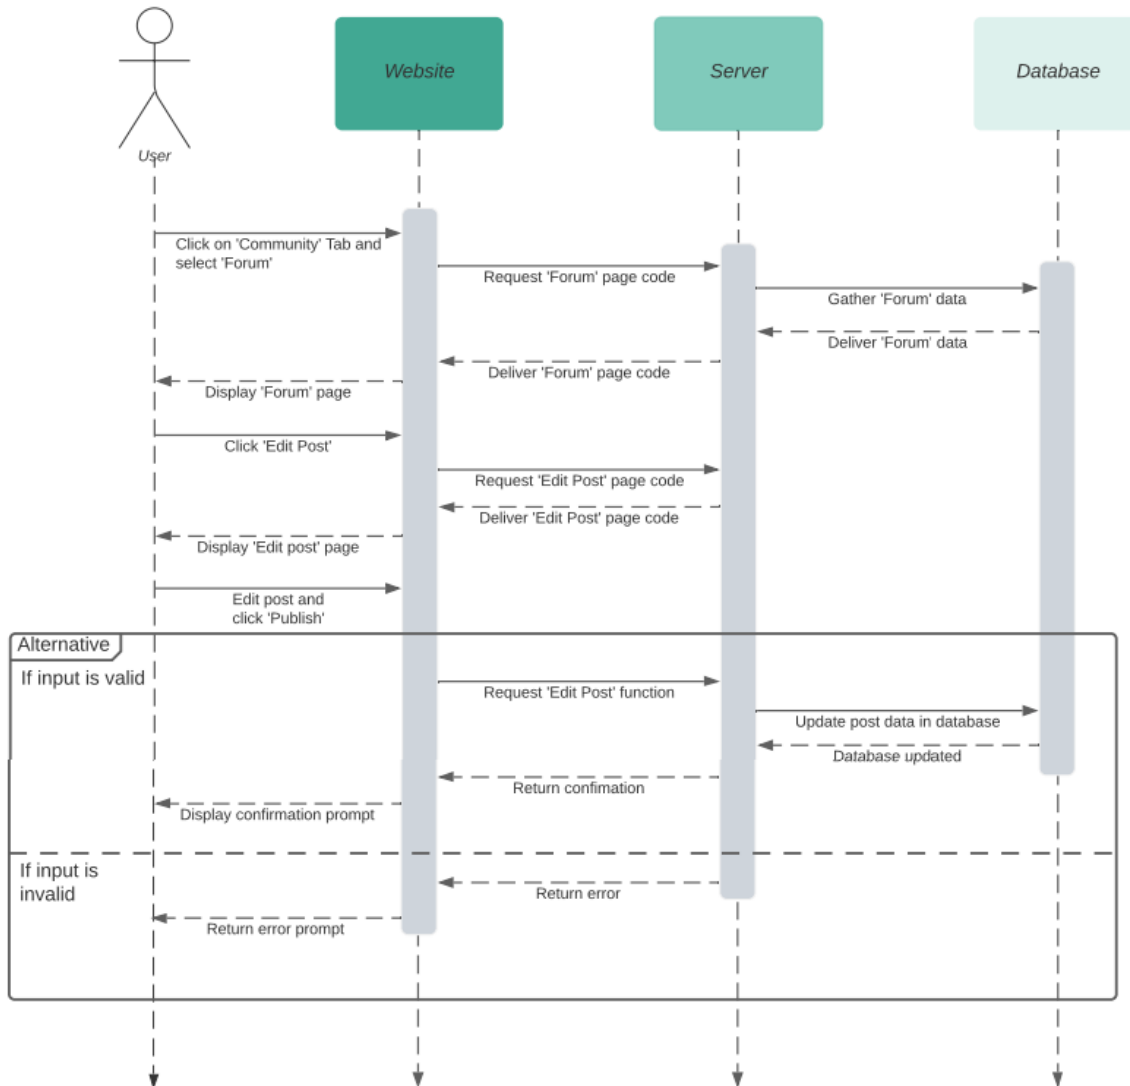 Website
Server
Database
User
Click on 'Community' Tab and
select 'Forum'
Request 'Forum' page code
Gather 'Forum' data
Deliver 'Forum' data
Deliver 'Forum' page code
Display 'Forum' page
Click 'Edit Post'
Request 'Edit Post' page code
Deliver 'Edit Post' page code
Display 'Edit post' page
Edit post and
click 'Publish'
Alternative
If input is valid
Request 'Edit Post' function
Update post data in database
Database updated
Return confimation
Display confirmation prompt
If input is
invalid
Return error
Return error prompt